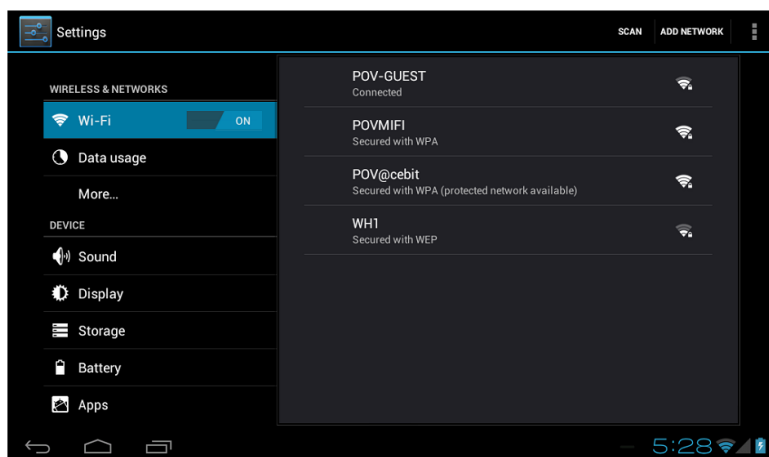 Settings
SCAN
ADD NETWORK
WIRELESS & NETWORKS
Wi-Fi
ON
Data usage
More...
DEVICE
Sound
Display
Storage
Battery
Apps
POV-GUEST
Connected
POVMIFI
Secured with WPA
POV@cebit
Secured with WPA (protected network available)
WH1
Secured with WEP
5:28